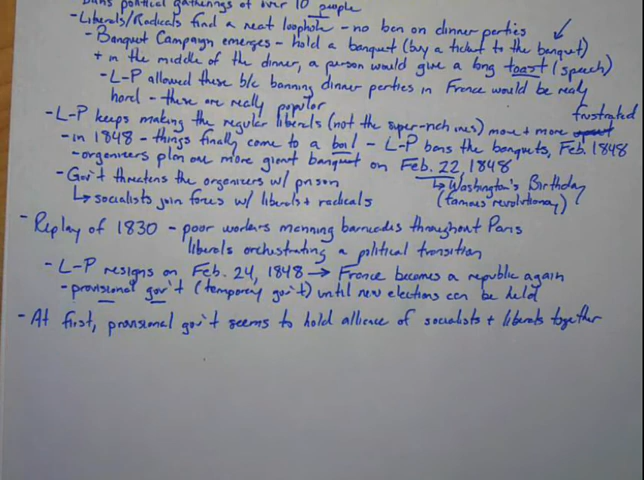 bans political gatherings of over 10 people
- Liberals/Radicals find a neat loophole - no ban on dinner parties
- Banquet Campaign emerges - hold a banquet (buy a ticket to the banquet)
+ in the middle of the dinner, a person would give a long toast (speech)
- L-P allowed these b/c banning dinner parties in France would be really
hard - these are really popular
- L-P keeps making the regular liberals (not the super-rich ones) more + more frustrated
- in 1848 - things finally come to a boil - L-P bans the banquets, Feb. 1848
- organizers plan one more giant banquet on Feb. 22, 1848
- Gov't threatens the organizers w/ prison
↳ Washington's Birthday
(famous revolutionary)
↳ socialists join forces w/ liberals + radicals
- Replay of 1830 - poor workers manning barricades throughout Paris
liberals orchestrating a political transition
- L-P resigns on Feb. 24, 1848 → France becomes a republic again
- provisional gov't (temporary gov't) until new elections can be held
- At first, provisional gov't seems to hold alliance of socialists + liberals together